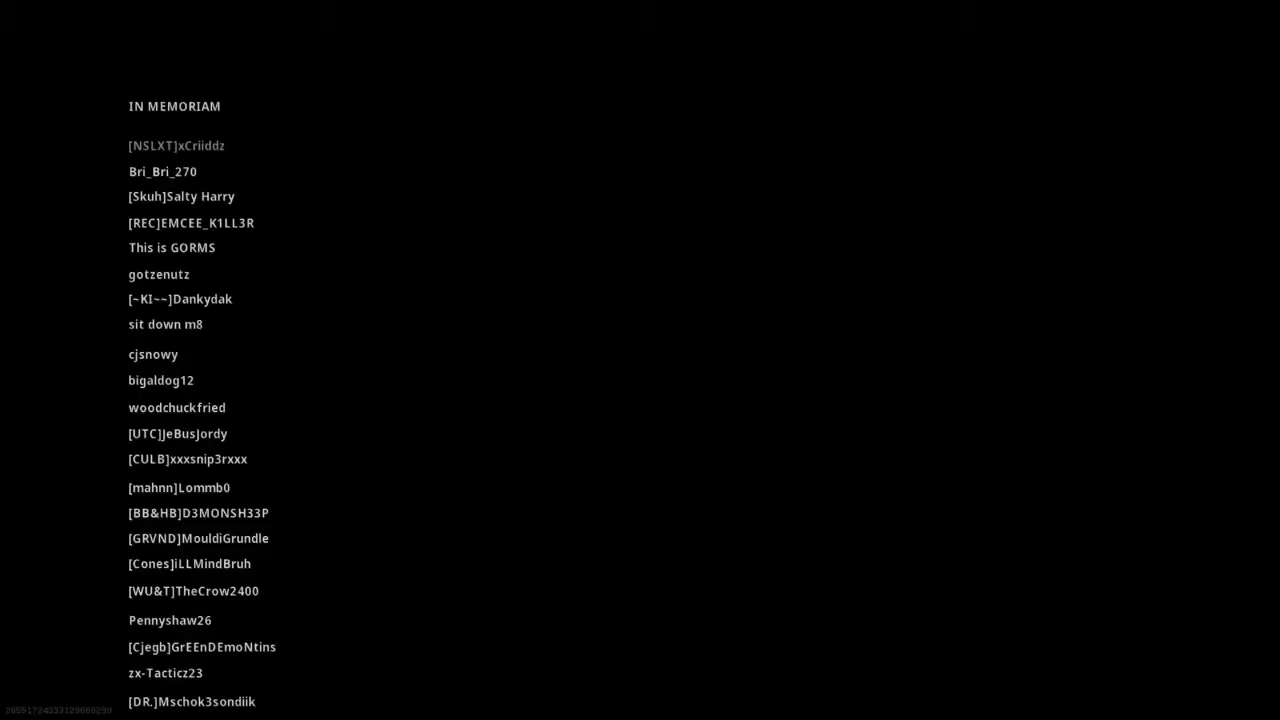 IN MEMORIAM
[NSLXT]xCriiddz
Bri_Bri_270
[Skuh]Salty Harry
[REC]EMCEE_K1LL3R
This is GORMS
gotzenutz
[~KI~~]Dankydak
sit down m8
cjsnowy
bigaldog12
woodchuckfried
[UTC]JeBusJordy
[CULB]xxxsnip3rxxx
[mahnn]Lommb0
[BB&HB]D3MONSH33P
[GRVND]MouldiGrundle
[Cones]iLLMindBruh
[WU&T]TheCrow2400
Pennyshaw26
[Cjegb]GrEEnDEmoNtins
zx-Tacticz23
[DR.]Mschok3sondiik